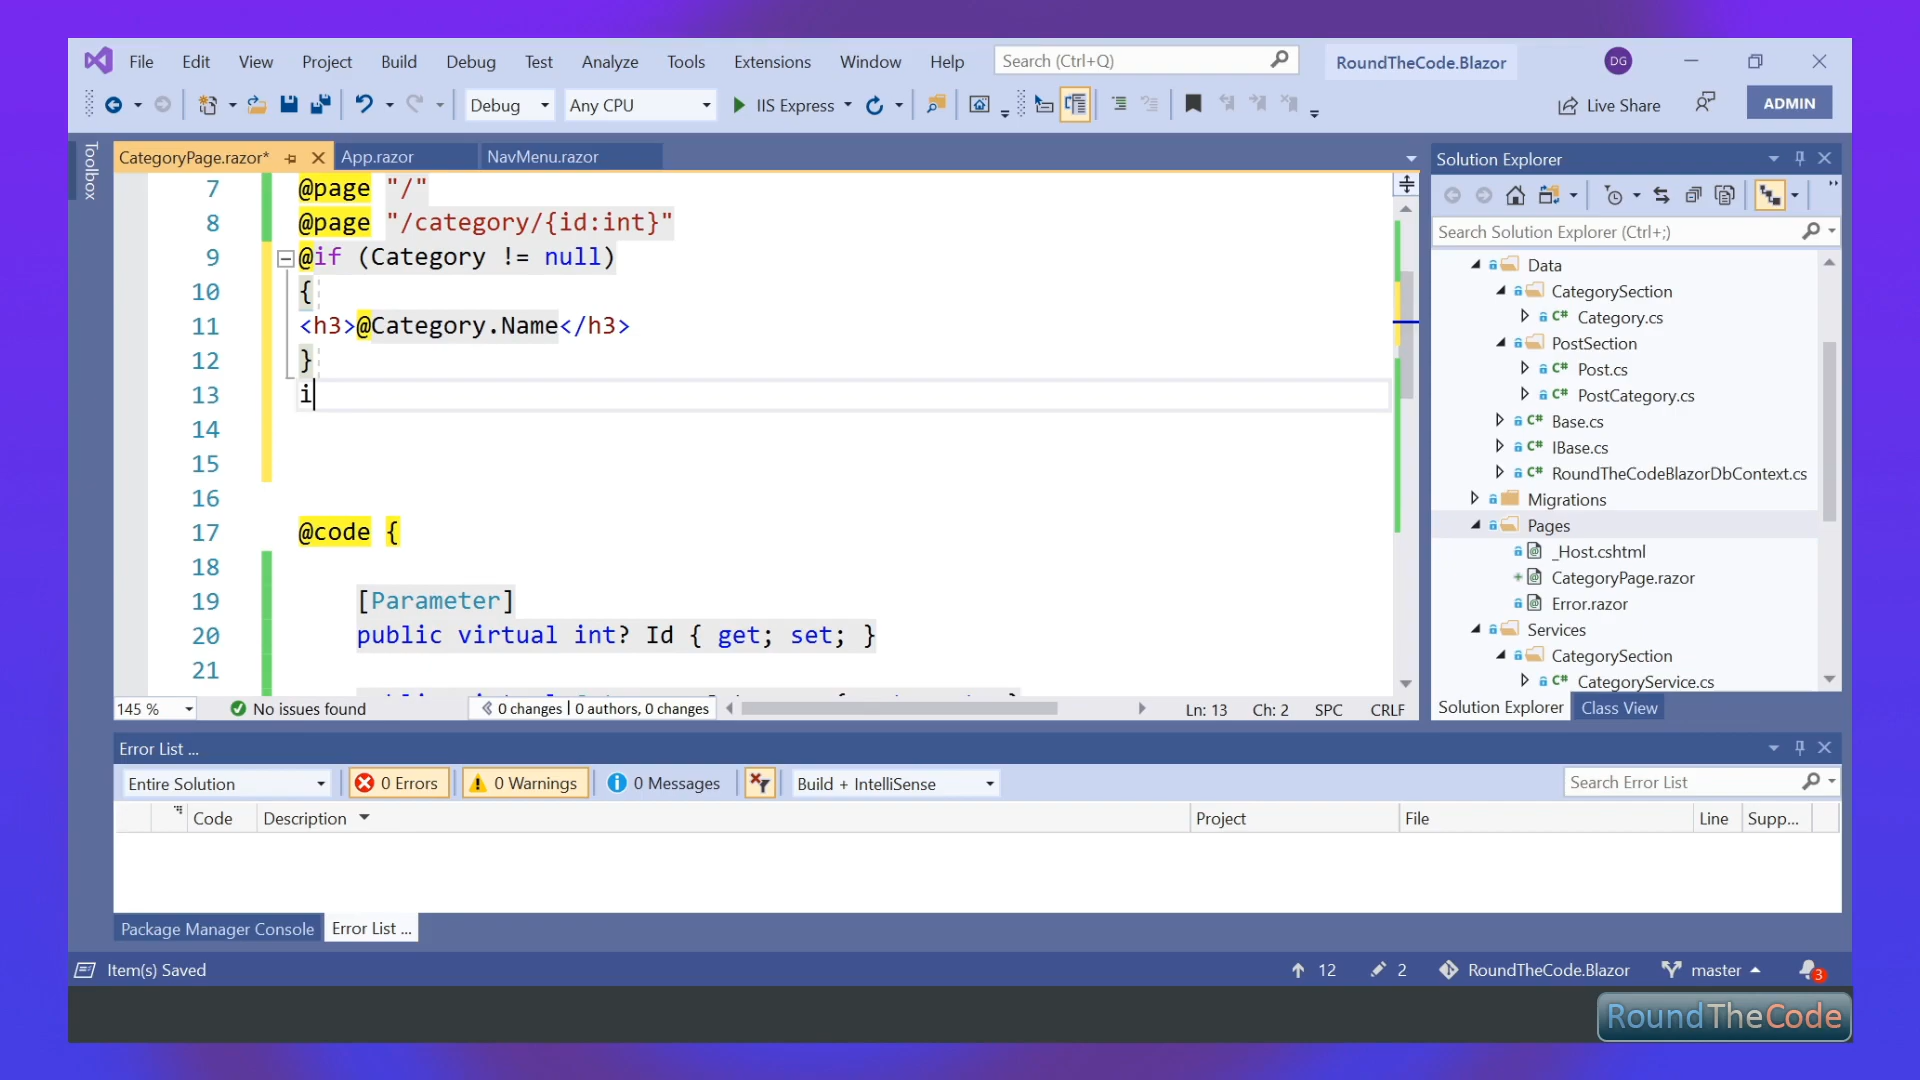 File Edit View Project Build Debug Test Analyze Tools Extensions Window Help Search (Ctrl+Q) RoundTheCode.Blazor DG
Debug Any CPU IIS Express Live Share ADMIN
Toolbox
CategoryPage.razor* App.razor NavMenu.razor
7 @page "/"
8 @page "/category/{id:int}"
9 @if (Category != null)
10 {
11 <h3>@Category.Name</h3>
12 }
13 i
14
15
16
17 @code {
18
19 [Parameter]
20 public virtual int? Id { get; set; }
21
145 % No issues found 0 changes | 0 authors, 0 changes Ln: 13 Ch: 2 SPC CRLF
Solution Explorer
Search Solution Explorer (Ctrl+;)
Data
CategorySection
C# Category.cs
PostSection
C# Post.cs
C# PostCategory.cs
C# Base.cs
C# IBase.cs
C# RoundTheCodeBlazorDbContext.cs
Migrations
Pages
_Host.cshtml
CategoryPage.razor
Error.razor
Services
CategorySection
C# CategoryService.cs
Solution Explorer Class View
Error List ...
Entire Solution 0 Errors 0 Warnings 0 Messages Build + IntelliSense Search Error List
Code Description Project File Line Supp...
Package Manager Console Error List ...
Item(s) Saved 12 2 RoundTheCode.Blazor master 3
RoundTheCode